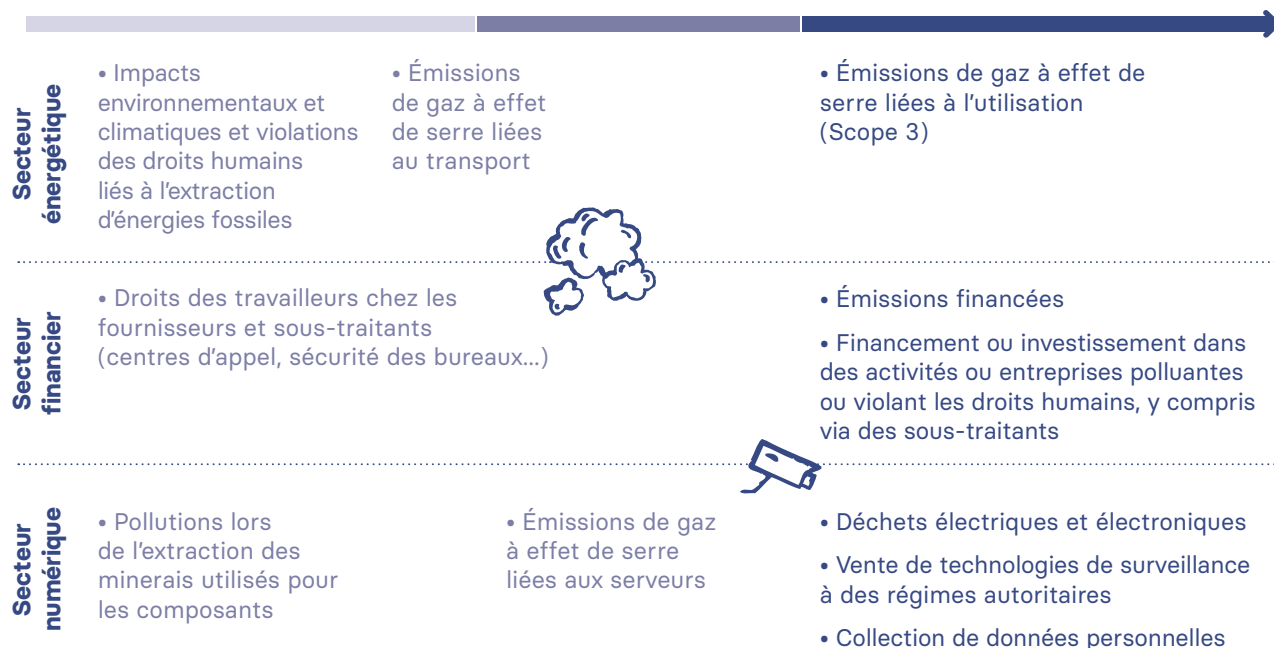 Secteur
énergétique
• Impacts
environnementaux et
climatiques et violations
des droits humains
liés à l’extraction
d’énergies fossiles
• Émissions
de gaz à effet
de serre liées
au transport
• Émissions de gaz à effet de
serre liées à l’utilisation
(Scope 3)
Secteur
financier
• Droits des travailleurs chez les
fournisseurs et sous-traitants
(centres d’appel, sécurité des bureaux...)
• Émissions financées
• Financement ou investissement dans
des activités ou entreprises polluantes
ou violant les droits humains, y compris
via des sous-traitants
Secteur
numérique
• Pollutions lors
de l’extraction des
minerais utilisés pour
les composants
• Émissions de gaz
à effet de serre
liées aux serveurs
• Déchets électriques et électroniques
• Vente de technologies de surveillance
à des régimes autoritaires
• Collection de données personnelles